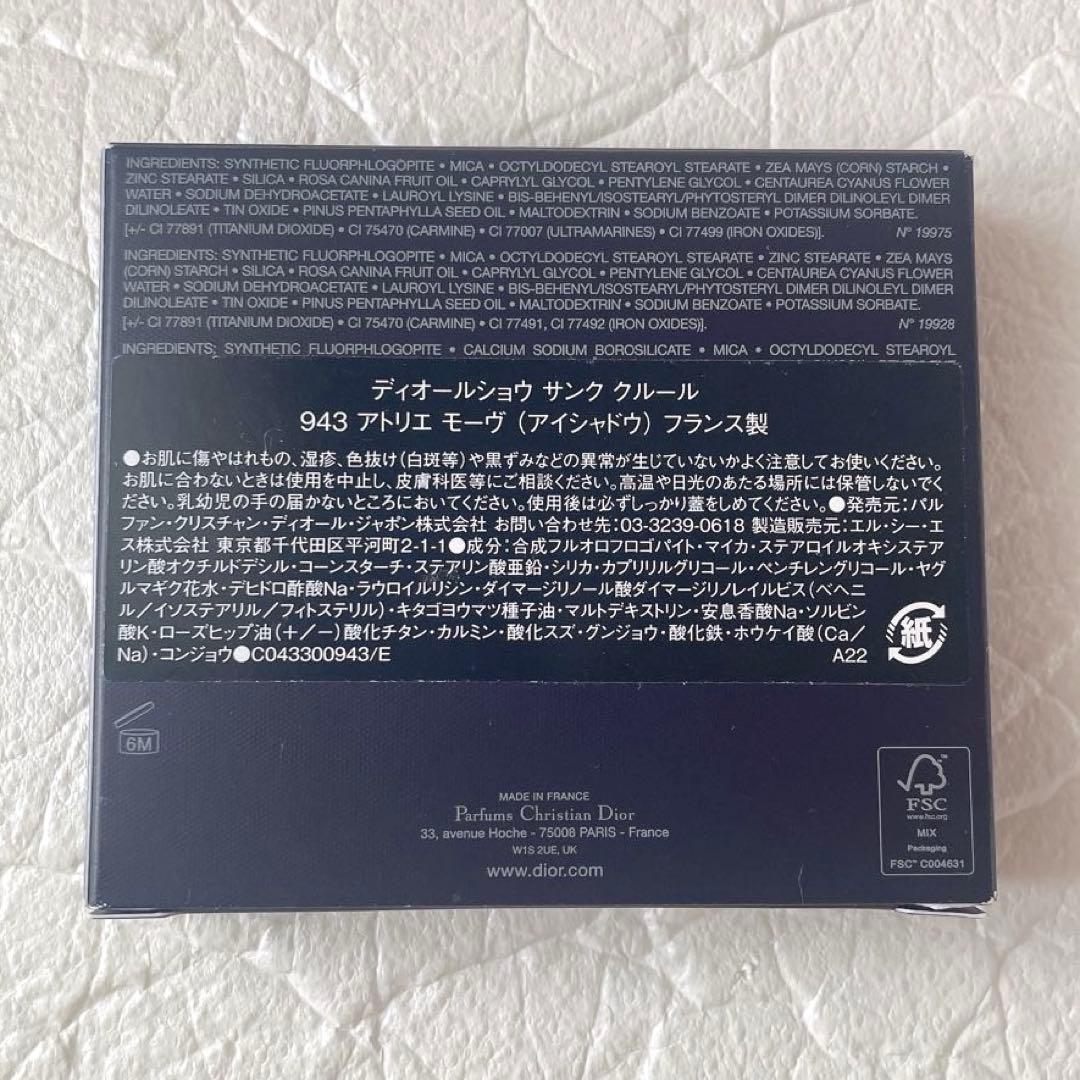 INGREDIENTS: SYNTHETIC FLUORPHLOGOPITE • MICA • OCTYLDODECYL STEAROYL STEARATE • ZEA MAYS (CORN) STARCH •
ZINC STEARATE • SILICA • ROSA CANINA FRUIT OIL • CAPRYLYL GLYCOL • PENTYLENE GLYCOL • CENTAUREA CYANUS FLOWER
WATER • SODIUM DEHYDROACETATE • LAUROYL LYSINE • BIS-BEHENYL/ISOSTEARYL/PHYTOSTERYL DIMER DILINOLEYL DIMER
DILINOLEATE • TIN OXIDE • PINUS PENTAPHYLLA SEED OIL • MALTODEXTRIN • SODIUM BENZOATE • POTASSIUM SORBATE.
[+/- CI 77891 (TITANIUM DIOXIDE) • CI 75470 (CARMINE) • CI 77007 (ULTRAMARINES) • CI 77499 (IRON OXIDES)]. N° 19975
INGREDIENTS: SYNTHETIC FLUORPHLOGOPITE • MICA • OCTYLDODECYL STEAROYL STEARATE • ZINC STEARATE • ZEA MAYS
(CORN) STARCH • SILICA • ROSA CANINA FRUIT OIL • CAPRYLYL GLYCOL • PENTYLENE GLYCOL • CENTAUREA CYANUS FLOWER
WATER • SODIUM DEHYDROACETATE • LAUROYL LYSINE • BIS-BEHENYL/ISOSTEARYL/PHYTOSTERYL DIMER DILINOLEYL DIMER
DILINOLEATE • TIN OXIDE • PINUS PENTAPHYLLA SEED OIL • MALTODEXTRIN • SODIUM BENZOATE • POTASSIUM SORBATE.
[+/- CI 77891 (TITANIUM DIOXIDE) • CI 75470 (CARMINE) • CI 77491, CI 77492 (IRON OXIDES)]. N° 19928
INGREDIENTS: SYNTHETIC FLUORPHLOGOPITE • CALCIUM SODIUM BOROSILICATE • MICA • OCTYLDODECYL STEAROYL
ディオールショウ サンク クルール
943 アトリエ モーヴ (アイシャドウ) フランス製
●お肌に傷やはれもの、湿疹、色抜け(白斑等)や黒ずみなどの異常が生じていないかよく注意してお使いください。
お肌に合わないときは使用を中止し、皮膚科医等にご相談ください。高温や日光のあたる場所には保管しないでく
ださい。乳幼児の手の届かないところにおいてください。使用後は必ずしっかり蓋をしめてください。●発売元：パル
ファン・クリスチャン・ディオール・ジャポン株式会社 お問い合わせ先：03-3239-0618 製造販売元：エル・シー・エ
ス株式会社 東京都千代田区平河町2-1-1●成分：合成フルオロフロゴパイト・マイカ・ステアロイルオキシステア
リン酸オクチルドデシル・コーンスターチ・ステアリン酸亜鉛・シリカ・カプリリルグリコール・ペンチレングリコール・ヤグ
ルマギク花水・デヒドロ酢酸Na・ラウロイルリシン・ダイマージリノール酸ダイマージリノレイルビス(ベヘニ
ル／イソステアリル／フィトステリル)・キタゴヨウマツ種子油・マルトデキストリン・安息香酸Na・ソルビン
酸K・ローズヒップ油(＋／−)酸化チタン・カルミン・酸化スズ・グンジョウ・酸化鉄・ホウケイ酸(Ca／
Na)・コンジョウ●C043300943/E A22
紙
6M
MADE IN FRANCE
Parfums Christian Dior
33, avenue Hoche - 75008 PARIS - France
W1S 2UE, UK
www.dior.com
FSC™
www.fsc.org
MIX
Packaging
FSC™ C004631